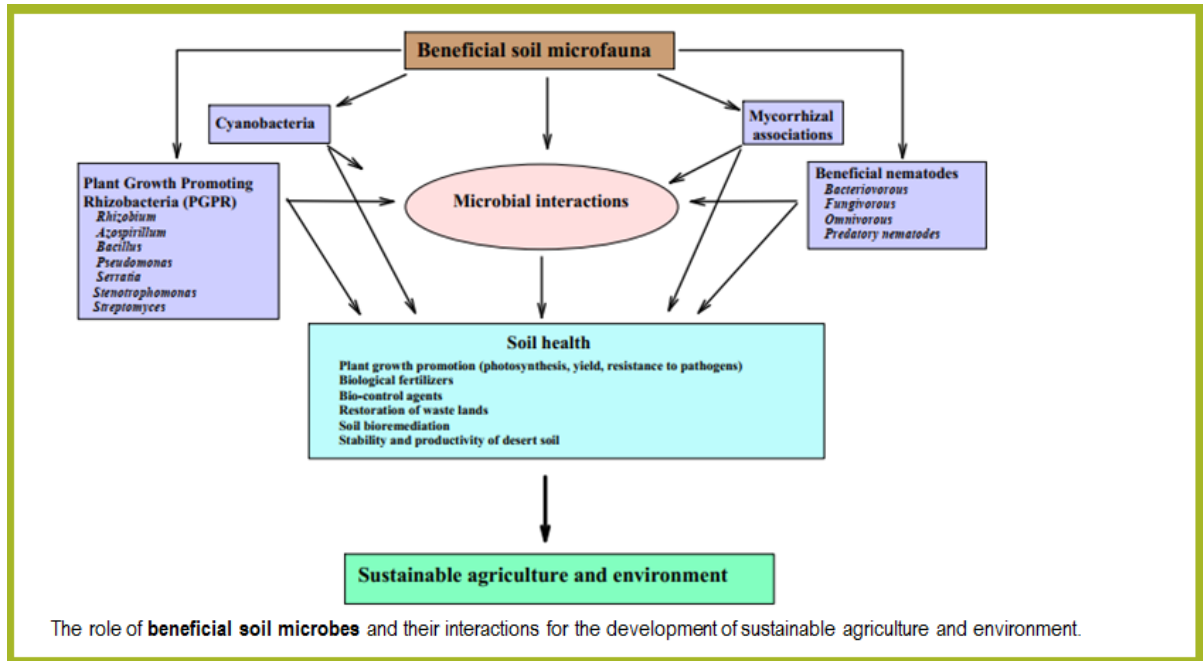 Beneficial soil microfauna
Cyanobacteria
Mycorrhizal
associations
Plant Growth Promoting
Rhizobacteria (PGPR)
Rhizobium
Azospirillum
Bacillus
Pseudomonas
Serratia
Stenotrophomonas
Streptomyces
Microbial interactions
Beneficial nematodes
Bacteriovorous
Fungivorous
Omnivorous
Predatory nematodes
Soil health
Plant growth promotion (photosynthesis, yield, resistance to pathogens)
Biological fertilizers
Bio-control agents
Restoration of waste lands
Soil bioremediation
Stability and productivity of desert soil
Sustainable agriculture and environment
The role of beneficial soil microbes and their interactions for the development of sustainable agriculture and environment.